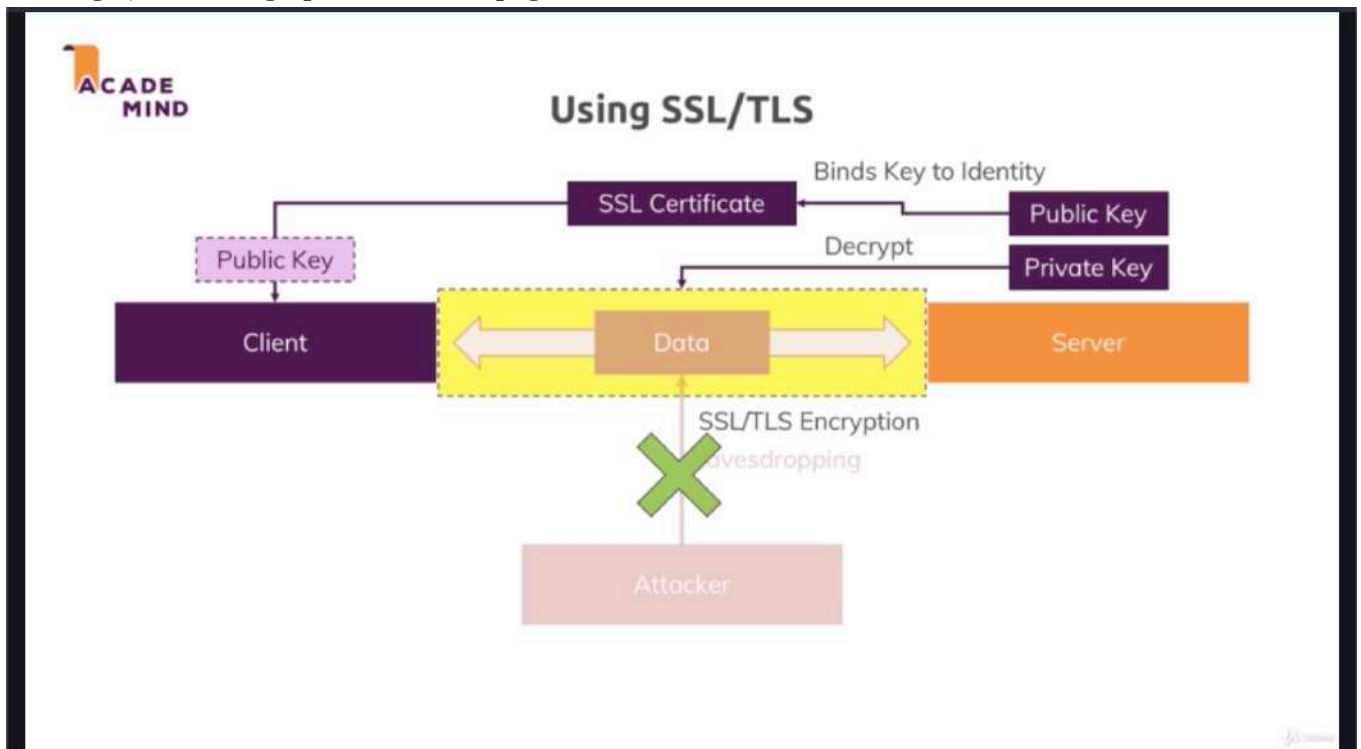 ACADE
MIND
Using SSL/TLS
Binds Key to Identity
SSL Certificate
Public Key
Decrypt
Public Key
Private Key
Client
Data
Server
SSL/TLS Encryption
avesdropping
Attacker